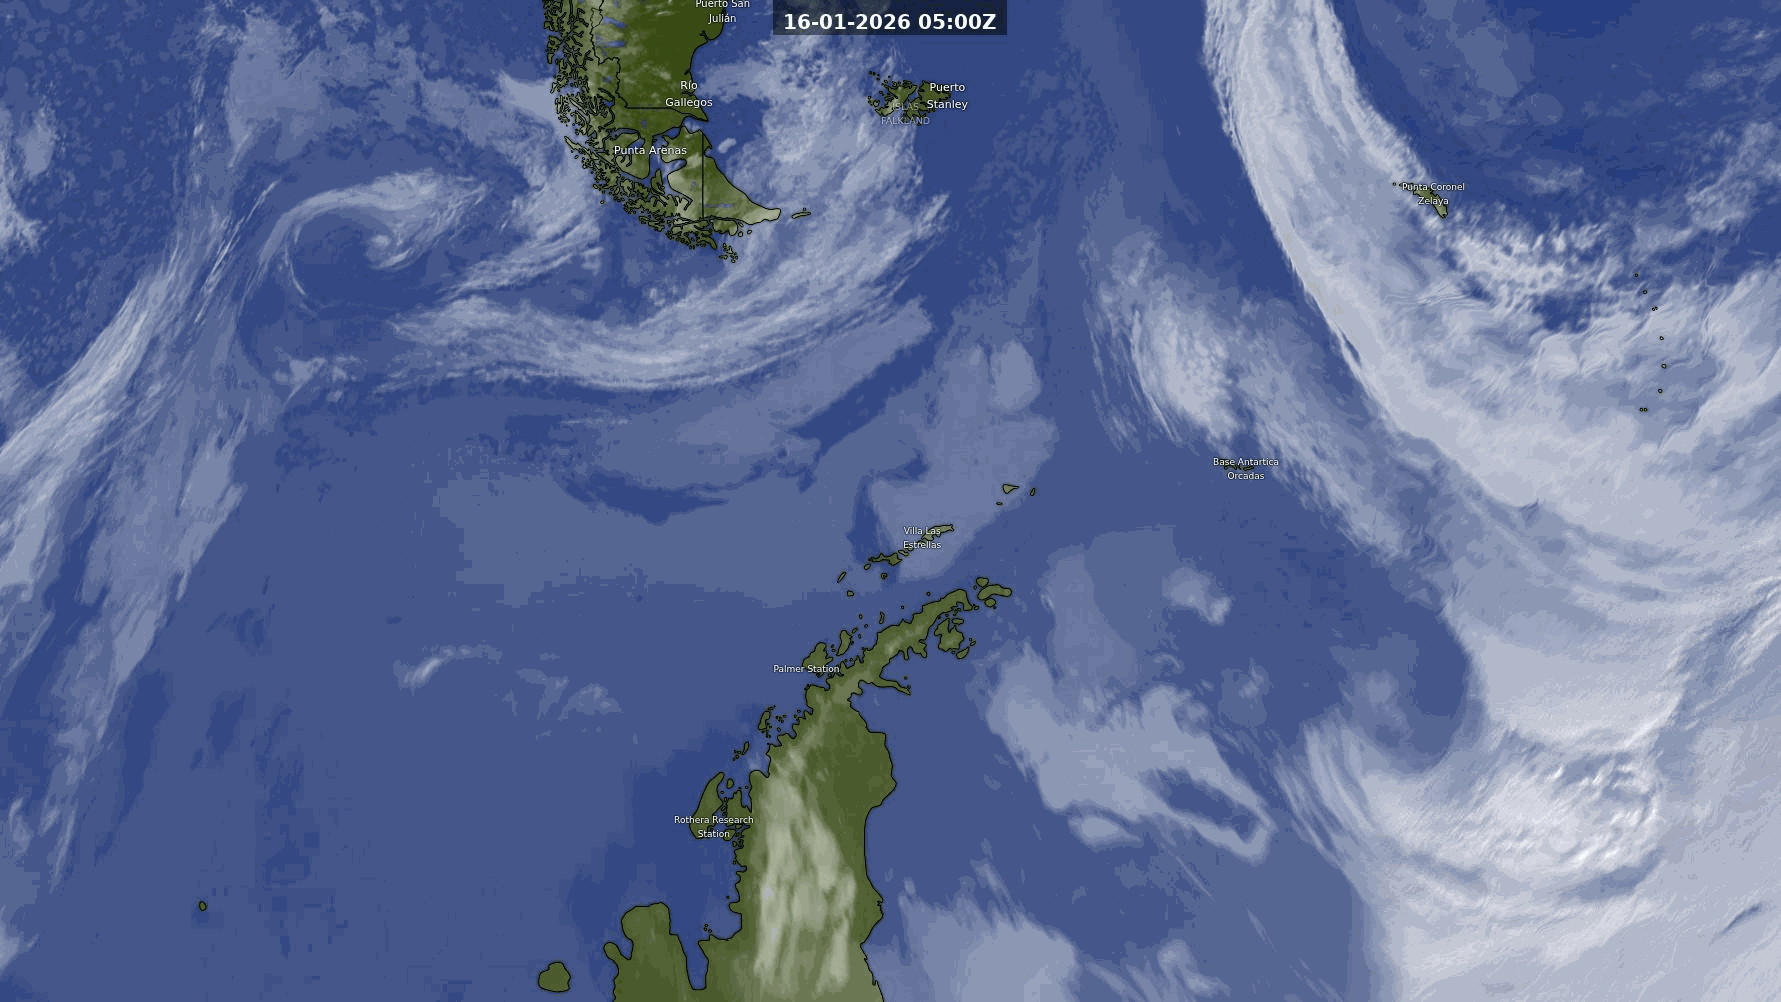 Puerto San
Julián
16-01-2026 05:00Z
Río
Gallegos
Puerto
Stanley
ISLAS
FALKLAND
Punta Arenas
Punta Coronel
Zelaya
Base Antartica
Orcadas
Villa Las
Estrellas
Palmer Station
Rothera Research
Station